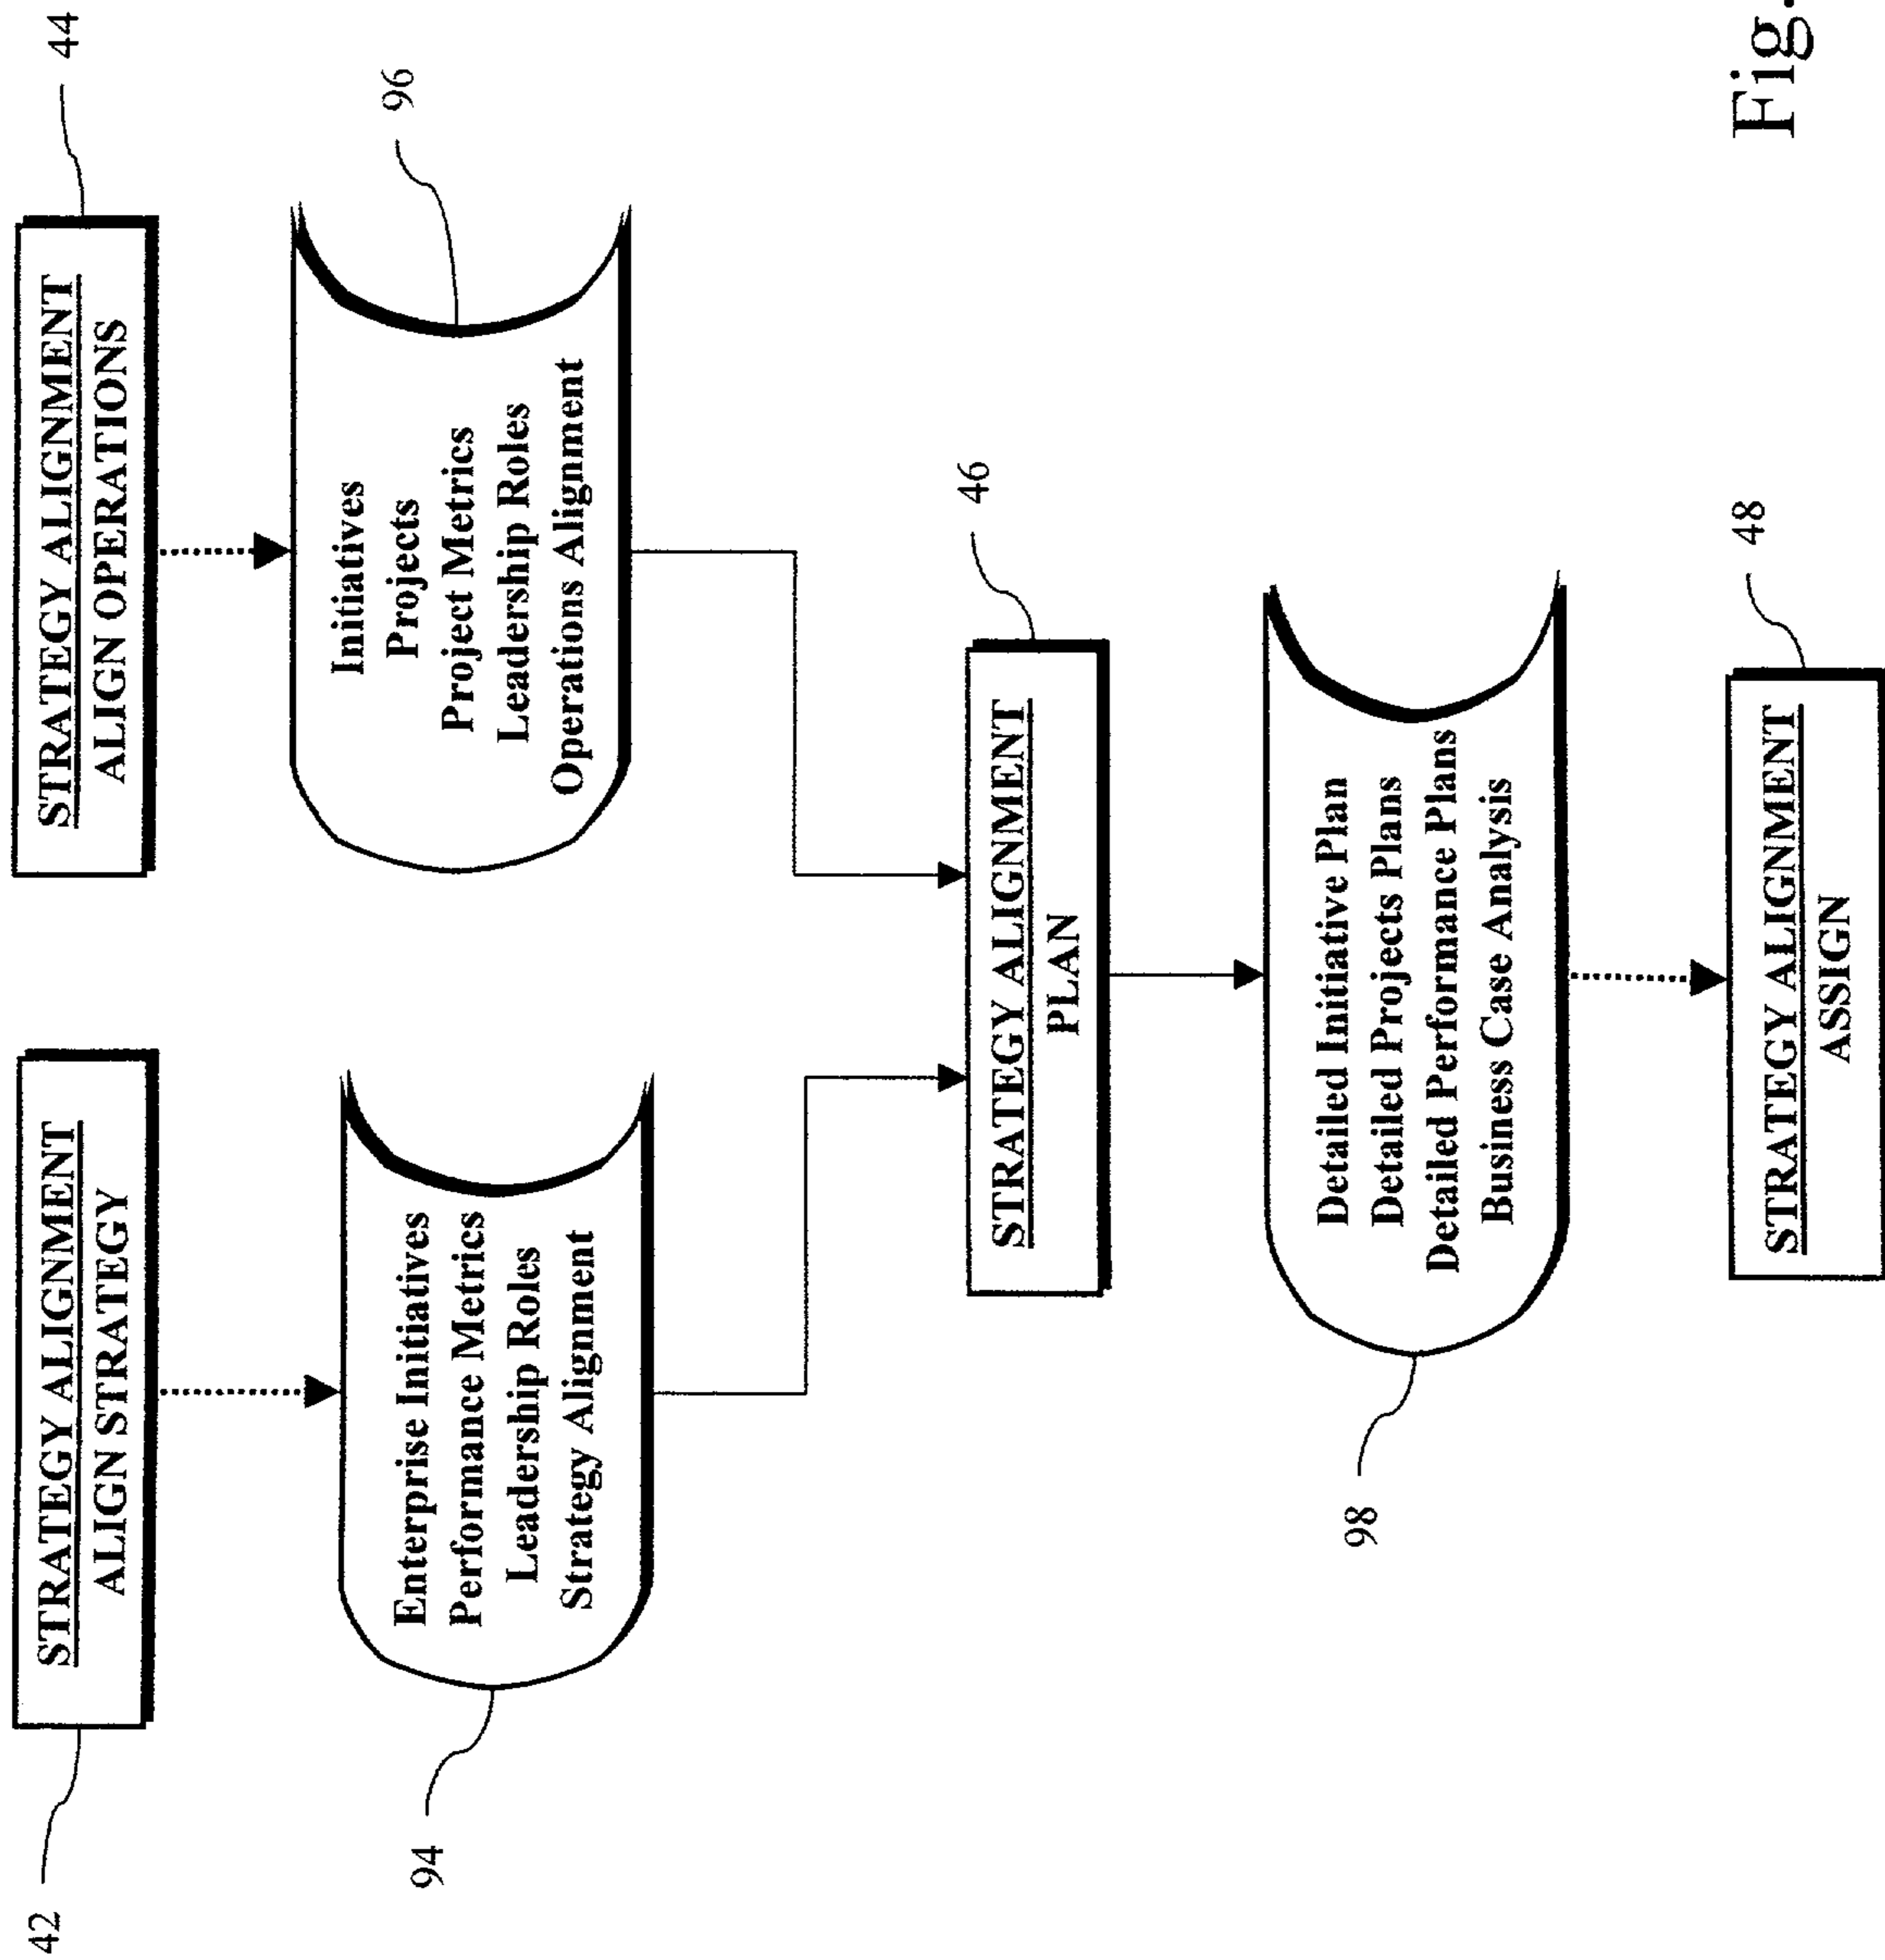 42
STRATEGY ALIGNMENT
ALIGN STRATEGY
STRATEGY ALIGNMENT
ALIGN OPERATIONS
44
94
Enterprise Initiatives
Performance Metrics
Leadership Roles
Strategy Alignment
Initiatives
Projects
Project Metrics
Leadership Roles
Operations Alignment
96
STRATEGY ALIGNMENT
PLAN
46
98
Detailed Initiative Plan
Detailed Projects Plans
Detailed Performance Plans
Business Case Analysis
STRATEGY ALIGNMENT
ASSIGN
48
Fig.